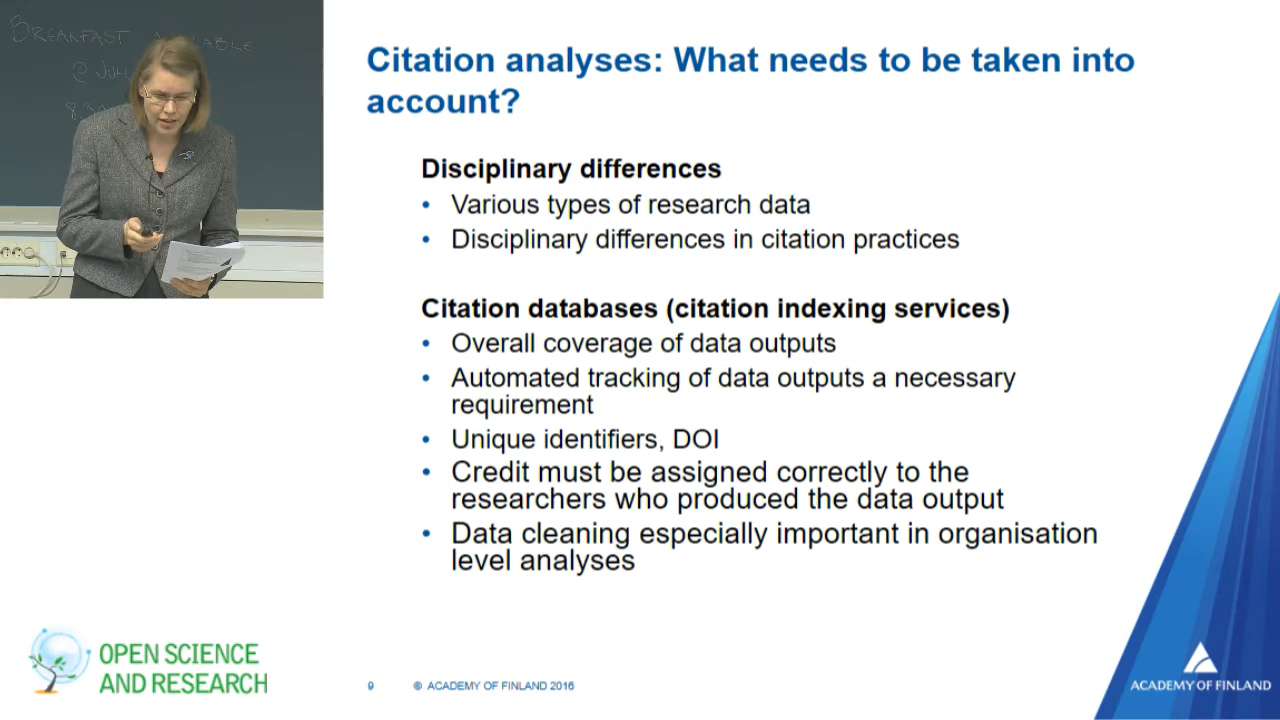 BREAKFAST AVAILABLE
@
8.3
Citation analyses: What needs to be taken into
account?
Disciplinary differences
• Various types of research data
• Disciplinary differences in citation practices
Citation databases (citation indexing services)
• Overall coverage of data outputs
• Automated tracking of data outputs a necessary
requirement
• Unique identifiers, DOI
• Credit must be assigned correctly to the
researchers who produced the data output
• Data cleaning especially important in organisation
level analyses
OPEN SCIENCE
AND RESEARCH
9 © ACADEMY OF FINLAND 2016
ACADEMY OF FINLAND